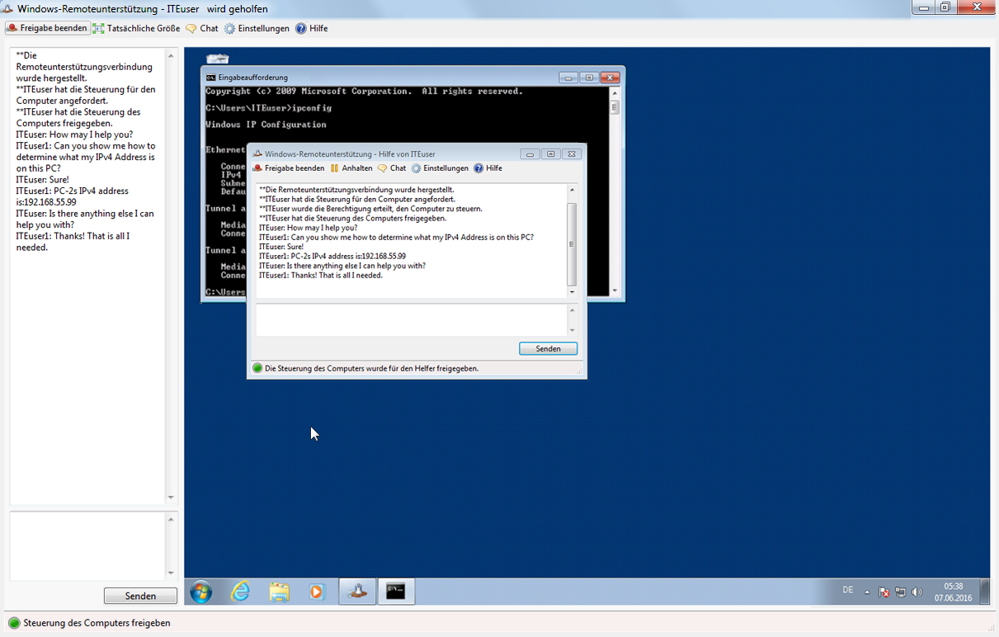 Windows-Remoteunterstützung - ITEuser wird geholfen
Freigabe beenden Tatsächliche Größe Chat Einstellungen Hilfe
**Die
Remoteunterstützungsverbindung
wurde hergestellt.
**ITEuser hat die Steuerung für den
Computer angefordert.
**ITEuser hat die Steuerung des
Computers freigegeben.
ITEuser: How may I help you?
ITEuser1: Can you show me how to
determine what my IPv4 Address is
on this PC?
ITEuser: Sure!
ITEuser1: PC-2s IPv4 address
is:192.168.55.99
ITEuser: Is there anything else I can
help you with?
ITEuser1: Thanks! That is all I
needed.
Senden
Eingabeaufforderung
Copyright (c) 2009 Microsoft Corporation. All rights reserved.
C:\Users\ITEuser>ipconfig
Windows IP Configuration
Ethernet
Conne
IPv4
Subne
Defau
Tunnel a
Media
Conne
Tunnel a
Media
Conne
C:\Users
Windows-Remoteunterstützung - Hilfe von ITEuser
Freigabe beenden Anhalten Chat Einstellungen Hilfe
**Die Remoteunterstützungsverbindung wurde hergestellt.
**ITEuser hat die Steuerung für den Computer angefordert.
**ITEuser wurde die Berechtigung erteilt, den Computer zu steuern.
**ITEuser hat die Steuerung des Computers freigegeben.
ITEuser: How may I help you?
ITEuser1: Can you show me how to determine what my IPv4 Address is on this PC?
ITEuser: Sure!
ITEuser1: PC-2s IPv4 address is:192.168.55.99
ITEuser: Is there anything else I can help you with?
ITEuser1: Thanks! That is all I needed.
Senden
Die Steuerung des Computers wurde für den Helfer freigegeben.
DE
05:38
07.06.2016
Steuerung des Computers freigeben